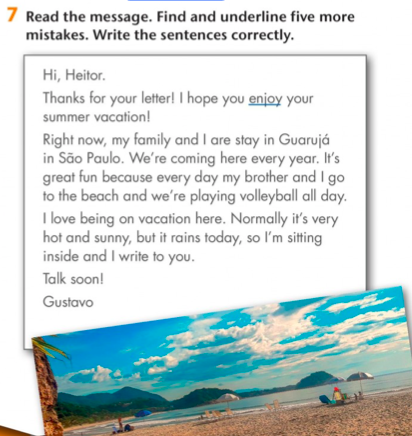 7 Read the message. Find and underline five more
mistakes. Write the sentences correctly.
Hi, Heitor.
Thanks for your letter! I hope you enjoy your
summer vacation!
Right now, my family and I are stay in Guarujá
in São Paulo. We're coming here every year. It's
great fun because every day my brother and I go
to the beach and we're playing volleyball all day.
I love being on vacation here. Normally it's very
hot and sunny, but it rains today, so I'm sitting
inside and I write to you.
Talk soon!
Gustavo